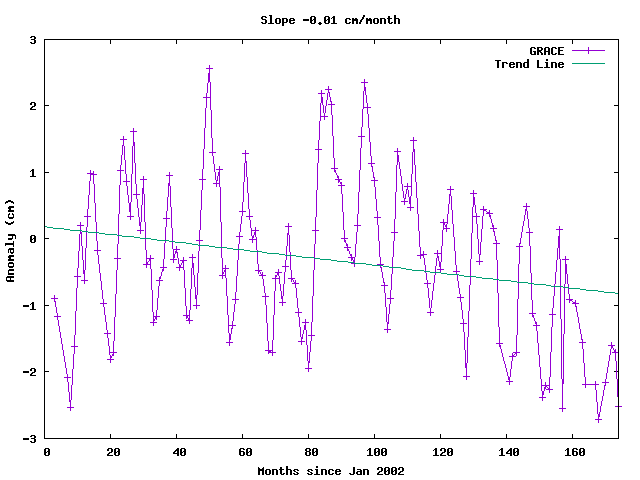 Slope -0.01 cm/month
GRACE
Trend Line
3
2
1
0
-1
-2
-3
Anomaly (cm)
0 20 40 60 80 100 120 140 160
Months since Jan 2002